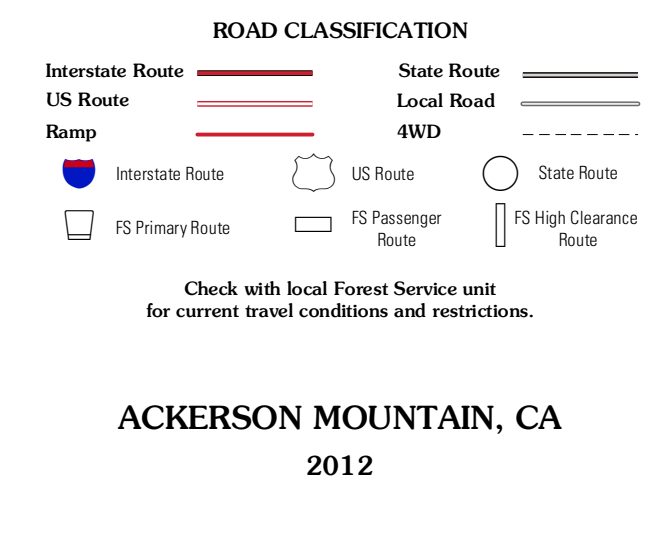 ROAD CLASSIFICATION
Interstate Route
State Route
US Route
Local Road
Ramp
4WD
Interstate Route
US Route
State Route
FS Primary Route
FS Passenger
Route
FS High Clearance
Route
Check with local Forest Service unit
for current travel conditions and restrictions.
ACKERSON MOUNTAIN, CA
2012